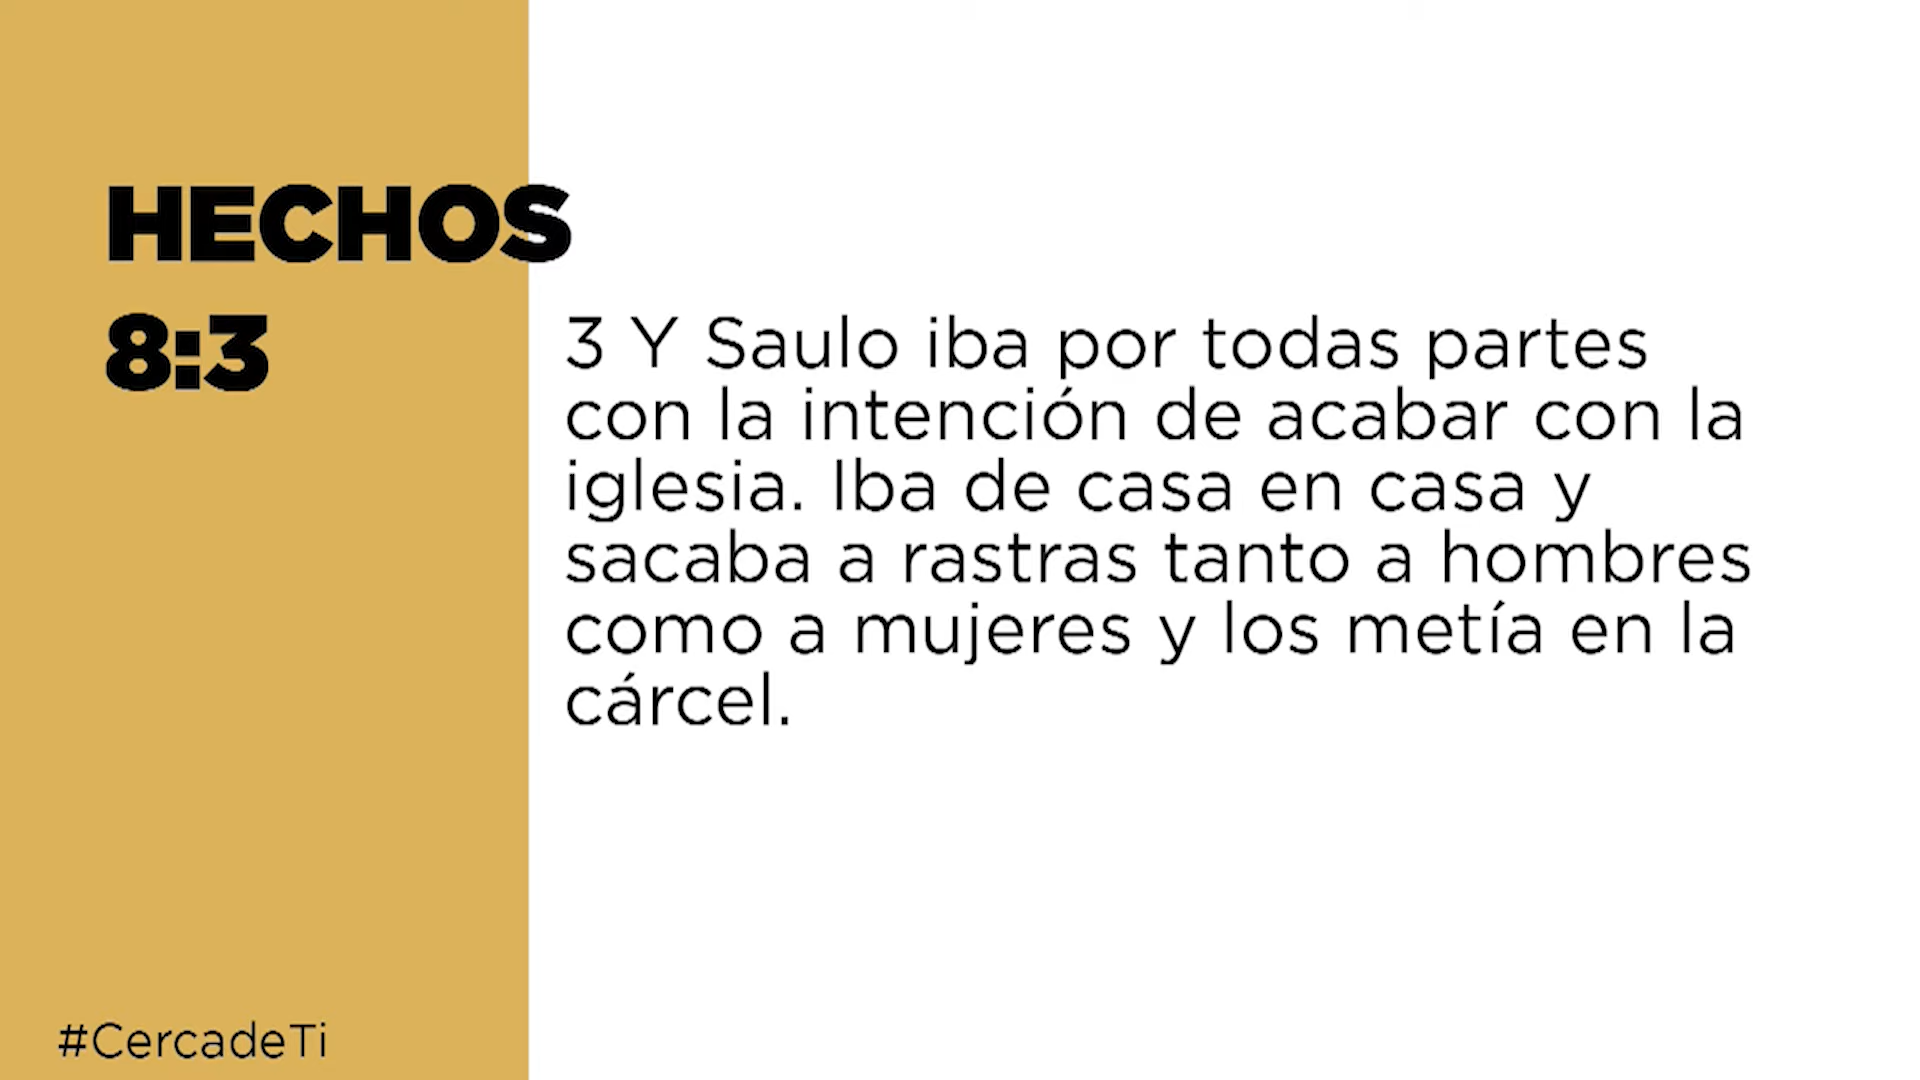 HECHOS
8:3
3 Y Saulo iba por todas partes
con la intención de acabar con la
iglesia. Iba de casa en casa y
sacaba a rastras tanto a hombres
como a mujeres y los metía en la
cárcel.
#CercadeTi